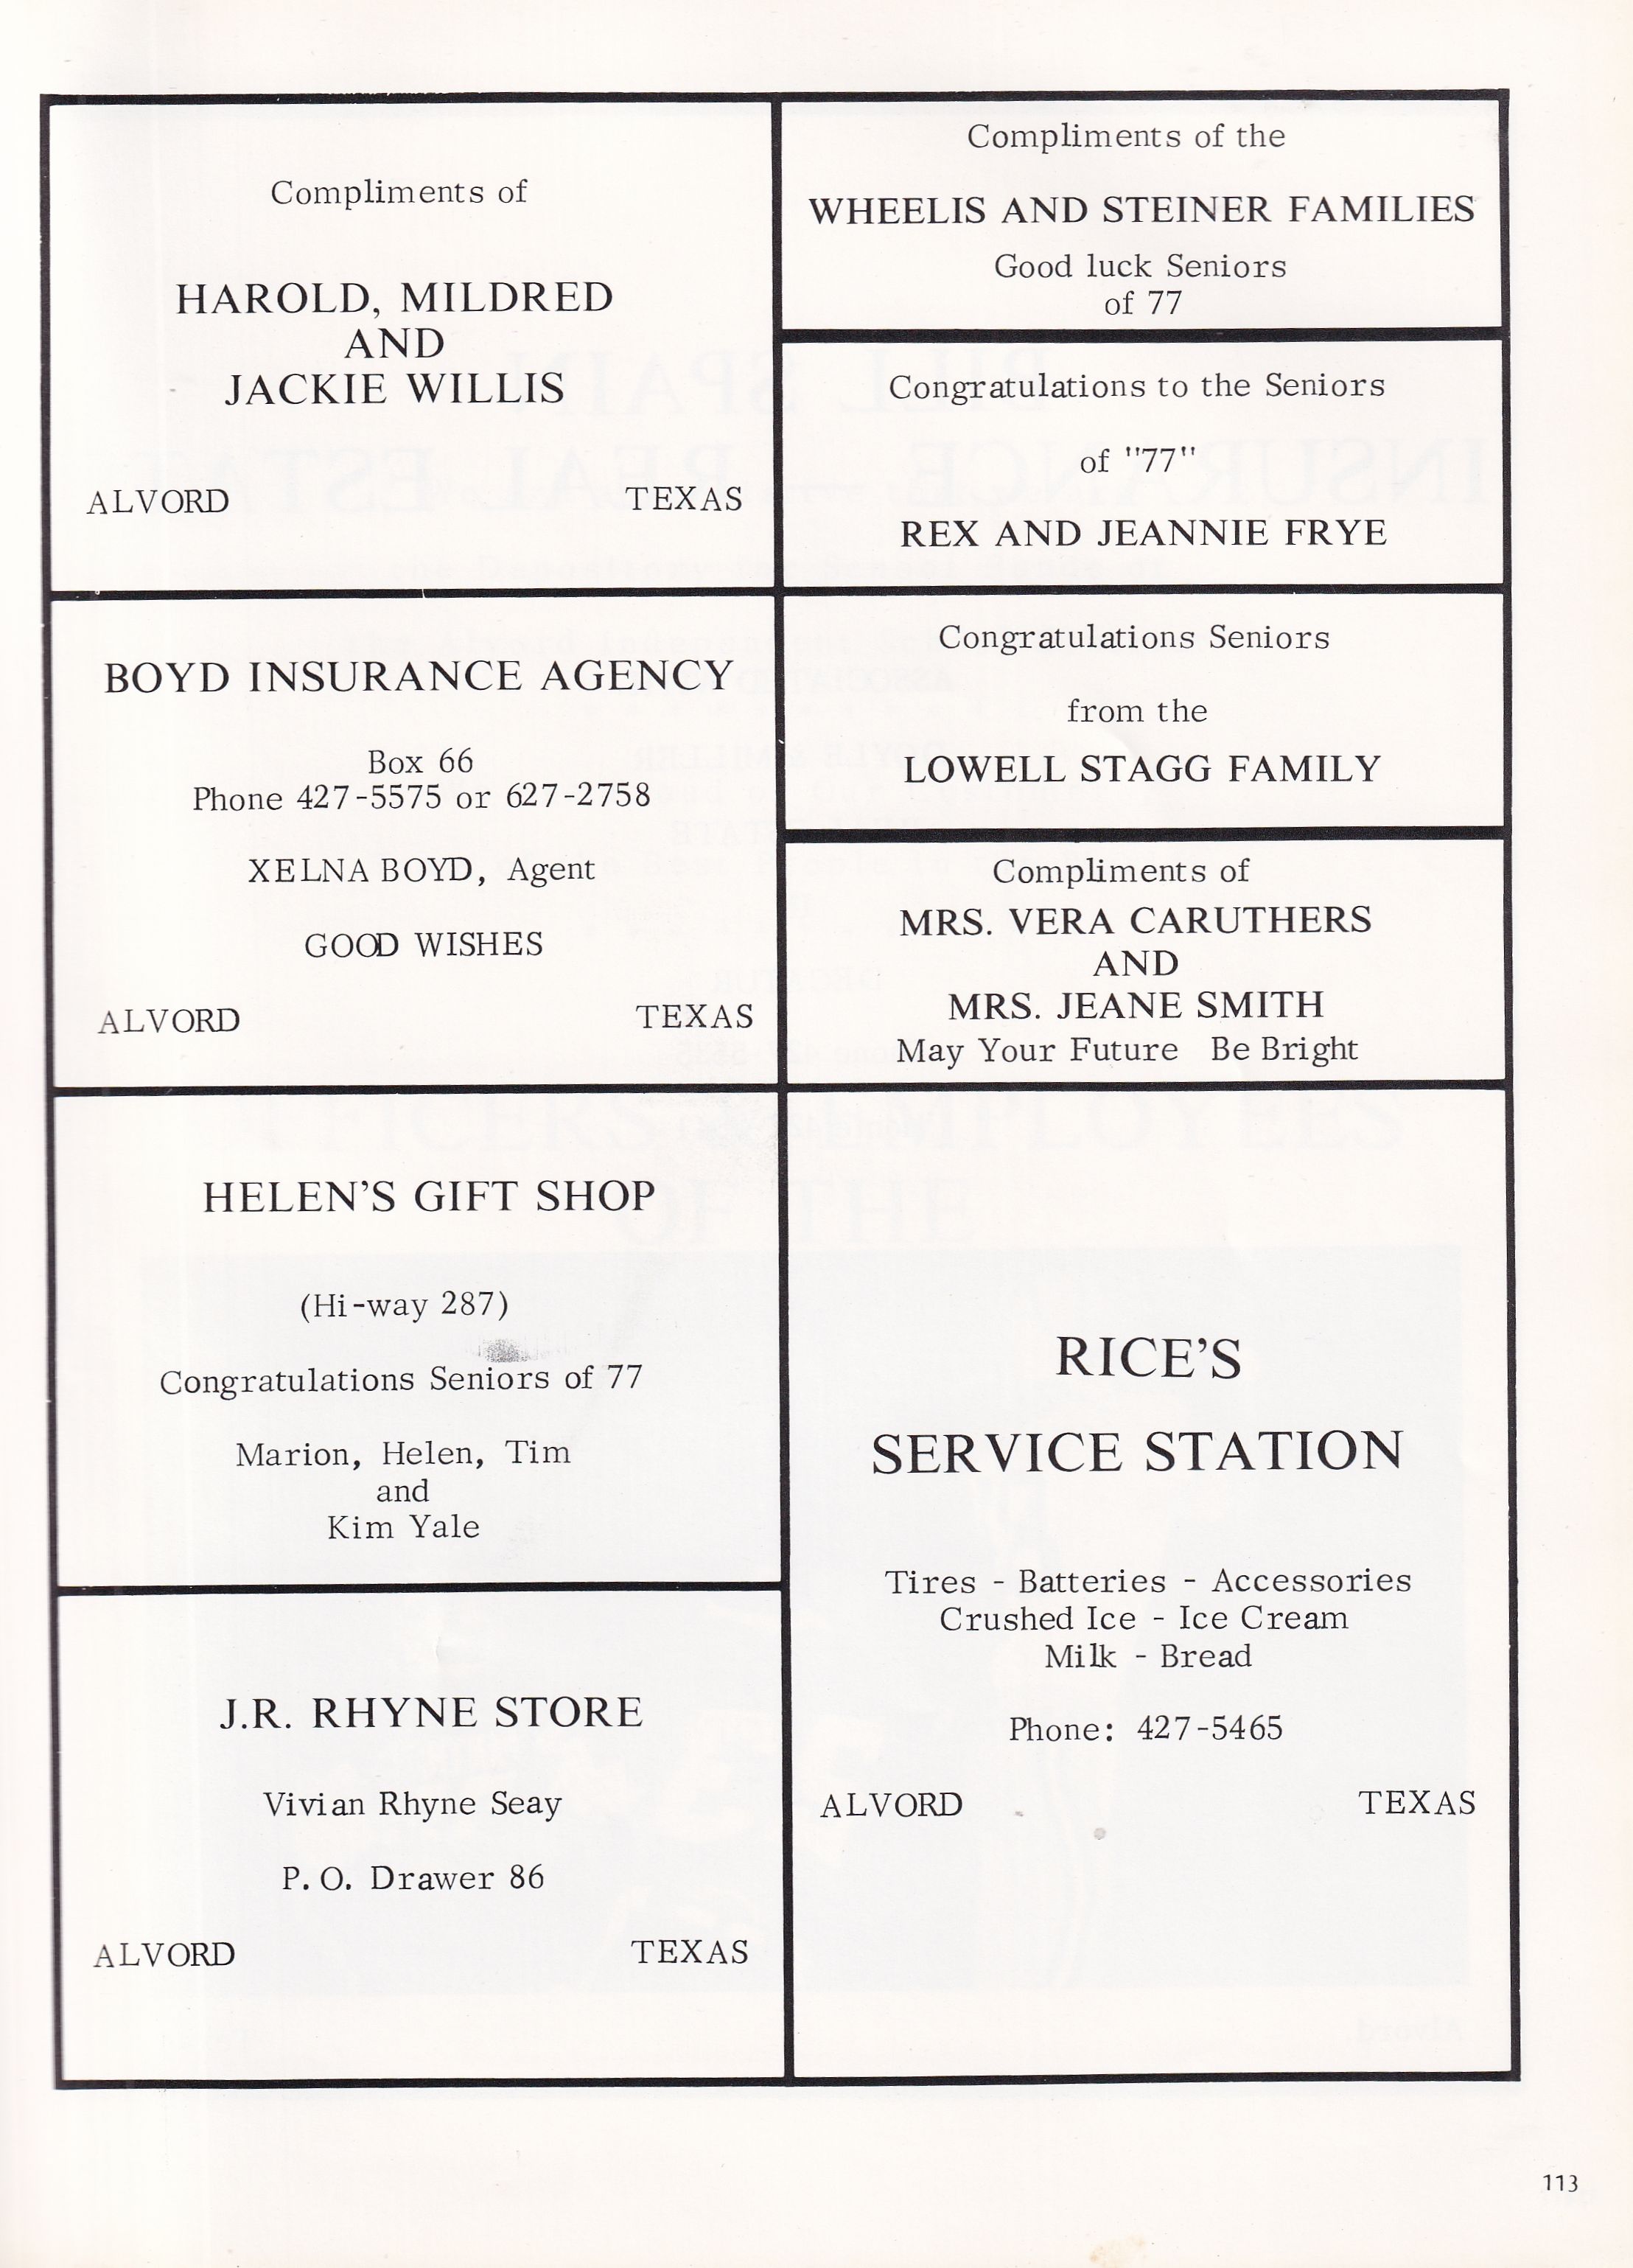 Compliments of
HAROLD, MILDRED
AND
JACKIE WILLIS
ALVORD TEXAS
BOYD INSURANCE AGENCY
Box 66
Phone 427-5575 or 627-2758
XELNA BOYD, Agent
GOOD WISHES
ALVORD TEXAS
HELEN'S GIFT SHOP
(Hi-way 287)
Congratulations Seniors of 77
Marion, Helen, Tim
and
Kim Yale
J.R. RHYNE STORE
Vivian Rhyne Seay
P. O. Drawer 86
ALVORD TEXAS
Compliments of the
WHEELIS AND STEINER FAMILIES
Good luck Seniors
of 77
Congratulations to the Seniors
of "77"
REX AND JEANNIE FRYE
Congratulations Seniors
from the
LOWELL STAGG FAMILY
Compliments of
MRS. VERA CARUTHERS
AND
MRS. JEANE SMITH
May Your Future Be Bright
RICE'S
SERVICE STATION
Tires - Batteries - Accessories
Crushed Ice - Ice Cream
Milk - Bread
Phone: 427-5465
ALVORD TEXAS
113